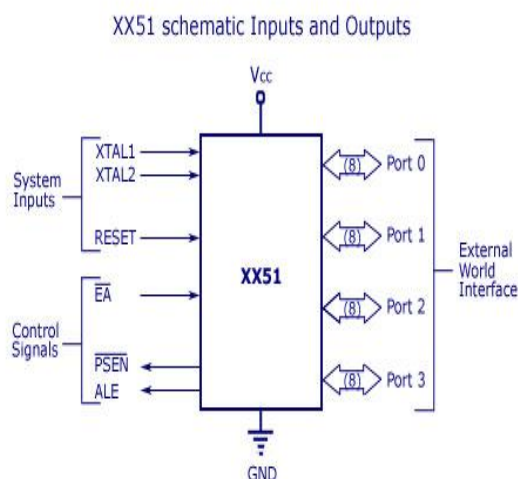 XX51 schematic Inputs and Outputs
Vcc
XTAL1
XTAL2
System
Inputs
RESET
EA
Control
Signals
PSEN
ALE
XX51
(8) Port 0
(8) Port 1
(8) Port 2
(8) Port 3
External
World
Interface
GND